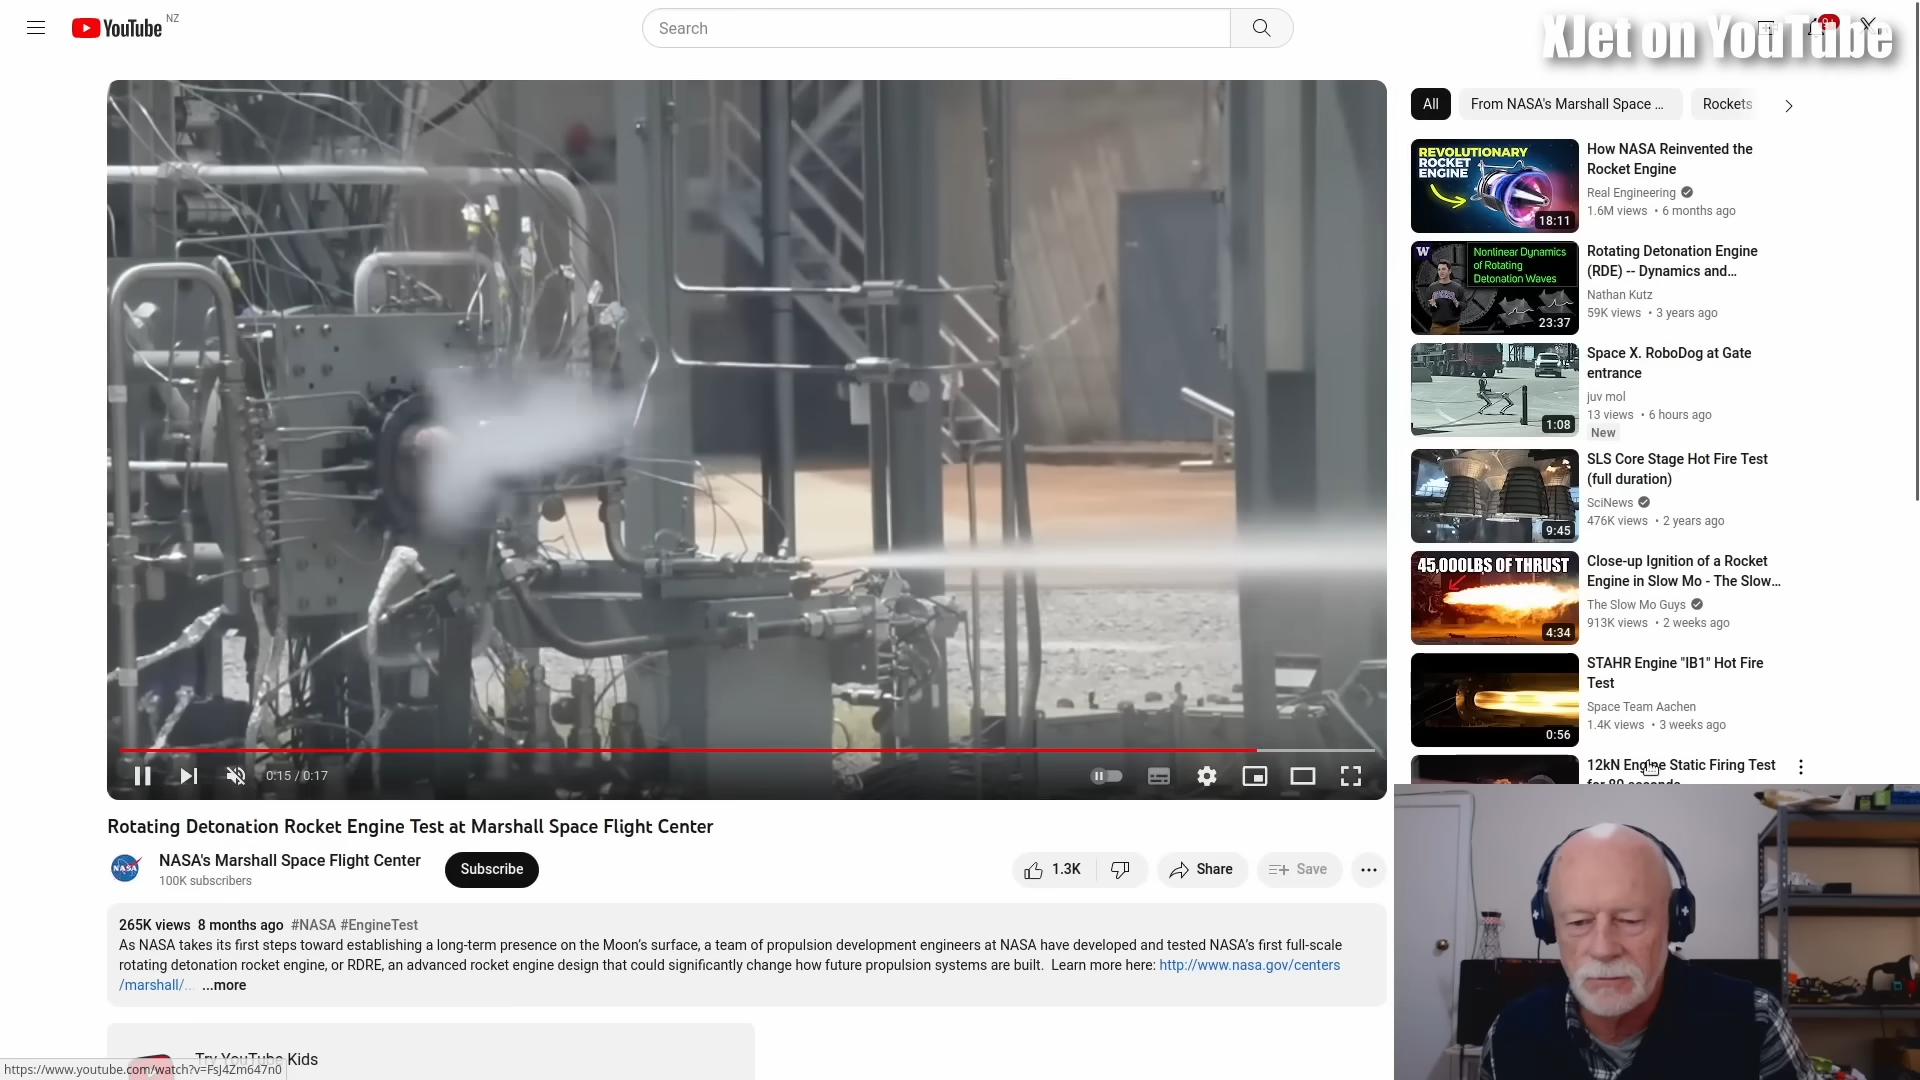 YouTube NZ
Search
XJet on YouTube
9+
All
From NASA's Marshall Space ...
Rockets
REVOLUTIONARY
ROCKET
ENGINE
18:11
How NASA Reinvented the
Rocket Engine
Real Engineering
1.6M views • 6 months ago
W
Nonlinear Dynamics
of Rotating
Detonation Waves
23:37
Rotating Detonation Engine
(RDE) -- Dynamics and...
Nathan Kutz
59K views • 3 years ago
1:08
Space X. RoboDog at Gate
entrance
juv mol
13 views • 6 hours ago
New
9:45
SLS Core Stage Hot Fire Test
(full duration)
SciNews
476K views • 2 years ago
45,000LBS OF THRUST
4:34
Close-up Ignition of a Rocket
Engine in Slow Mo - The Slow...
The Slow Mo Guys
913K views • 2 weeks ago
0:56
STAHR Engine "IB1" Hot Fire
Test
Space Team Aachen
1.4K views • 3 weeks ago
12kN Engine Static Firing Test
for 80 seconds
0:15 / 0:17
Rotating Detonation Rocket Engine Test at Marshall Space Flight Center
NASA
NASA's Marshall Space Flight Center
100K subscribers
Subscribe
1.3K
Share
Save
265K views 8 months ago #NASA #EngineTest
As NASA takes its first steps toward establishing a long-term presence on the Moon's surface, a team of propulsion development engineers at NASA have developed and tested NASA's first full-scale
rotating detonation rocket engine, or RDRE, an advanced rocket engine design that could significantly change how future propulsion systems are built. Learn more here: http://www.nasa.gov/centers
/marshall/... ...more
Try YouTube Kids
https://www.youtube.com/watch?v=FsJ4Zm647n0